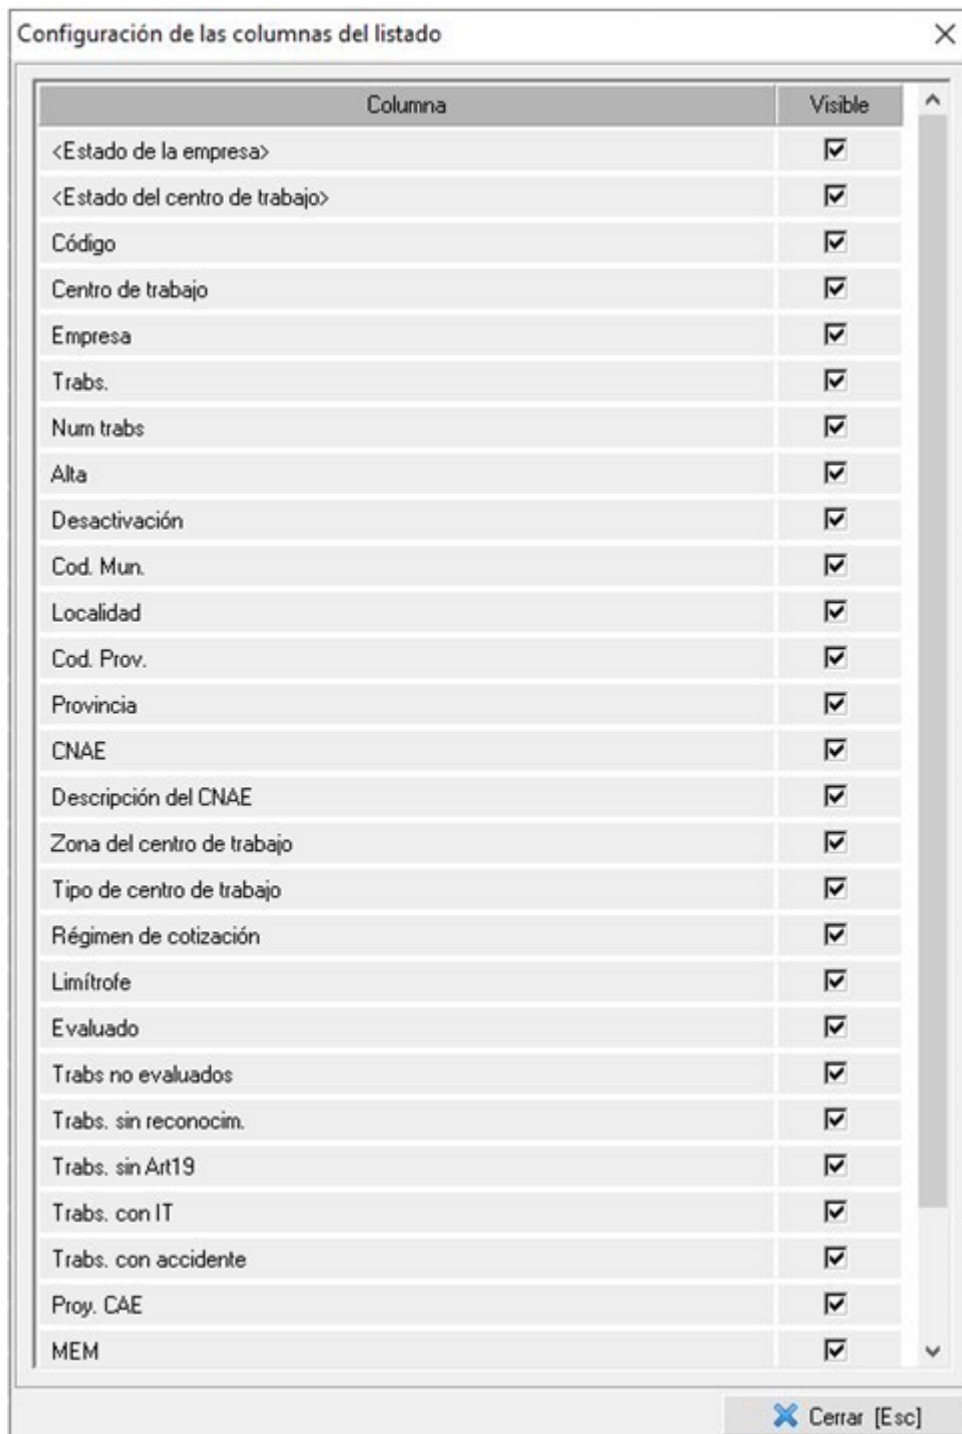 Configuración de las columnas del listado
Columna Visible
<Estado de la empresa>
<Estado del centro de trabajo>
Código
Centro de trabajo
Empresa
Trabs.
Num trabs
Alta
Desactivación
Cod. Mun.
Localidad
Cod. Prov.
Provincia
CNAE
Descripción del CNAE
Zona del centro de trabajo
Tipo de centro de trabajo
Régimen de cotización
Limítrofe
Evaluado
Trabs no evaluados
Trabs. sin reconocim.
Trabs. sin Art19
Trabs. con IT
Trabs. con accidente
Proy. CAE
MEM
Cerrar [Esc]